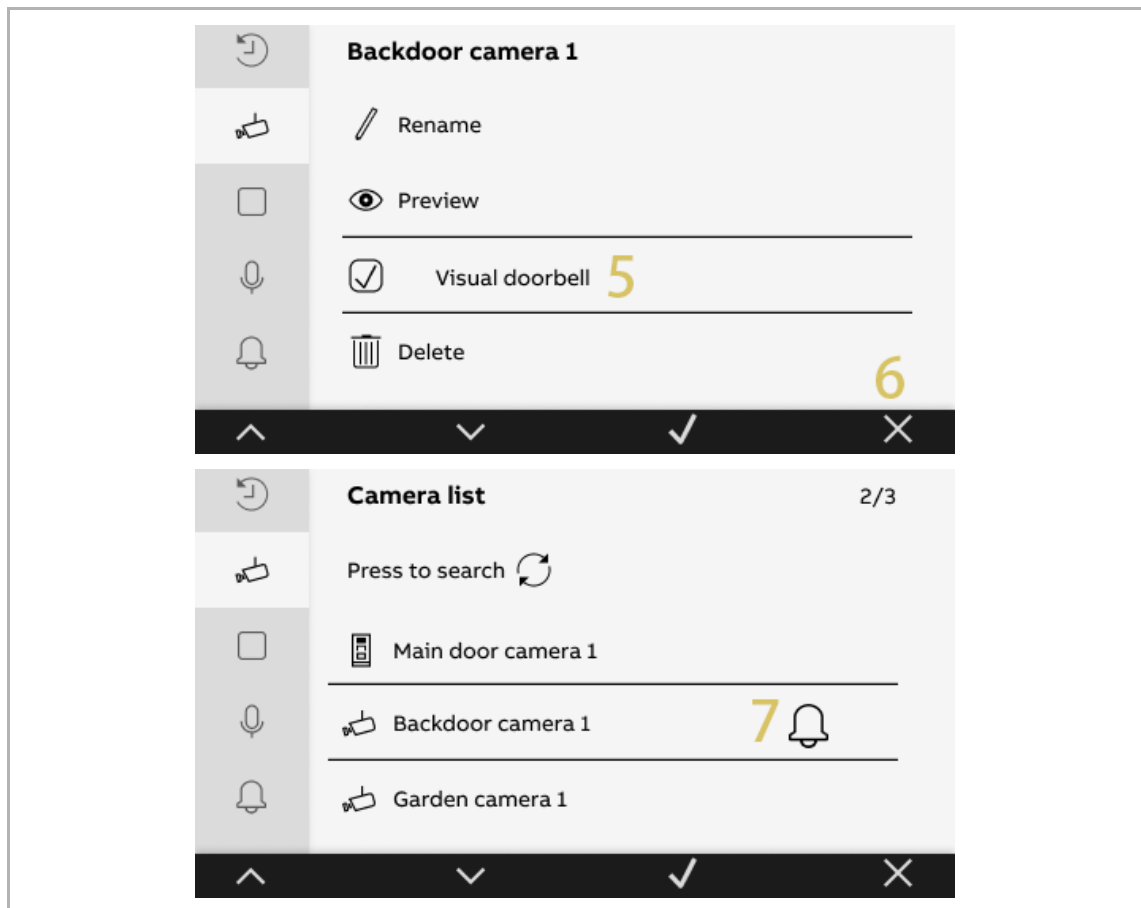 Backdoor camera 1
Rename
Preview
Visual doorbell 5
Delete
6
Camera list 2/3
Press to search
Main door camera 1
Backdoor camera 1 7
Garden camera 1